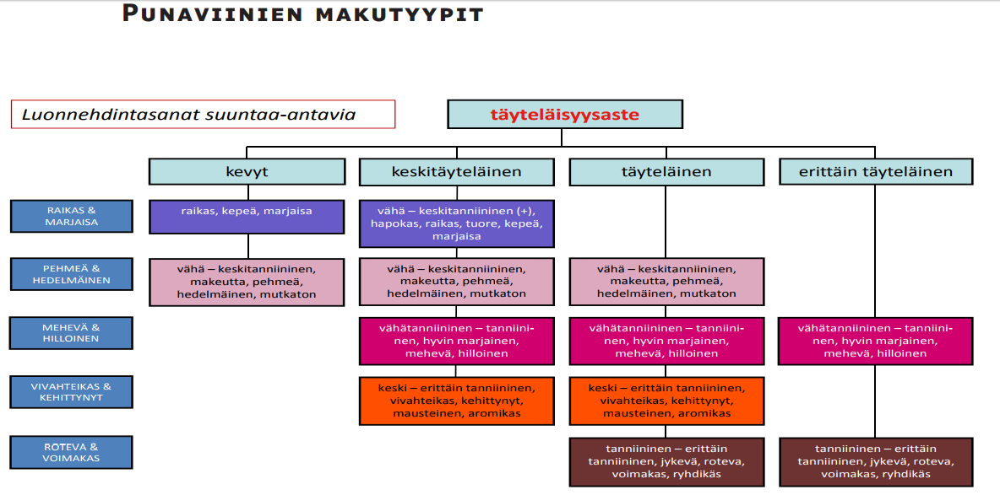 PUNAVIINIEN MAKUTYYPIT
Luonnehdintasanat suuntaa-antavia
täyteläisyysaste
kevyt
keskitäyteläinen
täyteläinen
erittäin täyteläinen
RAIKAS &
MARJAISA
raikas, kepeä, marjaisa
vähä – keskitanniininen (+),
hapokas, raikas, tuore, kepeä,
marjaisa
PEHMEÄ &
HEDELMÄINEN
vähä – keskitanniininen,
makeutta, pehmeä,
hedelmäinen, mutkaton
vähä – keskitanniininen,
makeutta, pehmeä,
hedelmäinen, mutkaton
vähä – keskitanniininen,
makeutta, pehmeä,
hedelmäinen, mutkaton
MEHEVÄ &
HILLOINEN
vähätanniininen – tanniini-
nen, hyvin marjainen,
mehevä, hilloinen
vähätanniininen – tanniini-
nen, hyvin marjainen,
mehevä, hilloinen
vähätanniininen – tanniini-
nen, hyvin marjainen,
mehevä, hilloinen
VIVAHTEIKAS &
KEHITTYNYT
keski – erittäin tanniininen,
vivahteikas, kehittynyt,
mausteinen, aromikas
keski – erittäin tanniininen,
vivahteikas, kehittynyt,
mausteinen, aromikas
ROTEVA &
VOIMAKAS
tanniininen – erittäin
tanniininen, jykevä, roteva,
voimakas, ryhdikäs
tanniininen – erittäin
tanniininen, jykevä, roteva,
voimakas, ryhdikäs